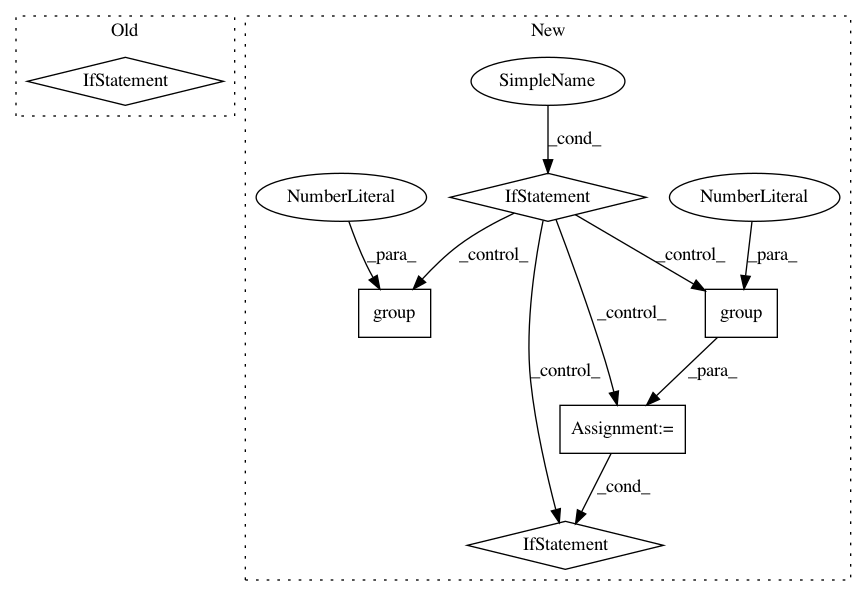 Old
New
IfStatement
SimpleName
_cond_
NumberLiteral
IfStatement
NumberLiteral
_para_
_control_
_control_
_para_
group
_control_
group
_control_
_para_
Assignment:=
_cond_
IfStatement